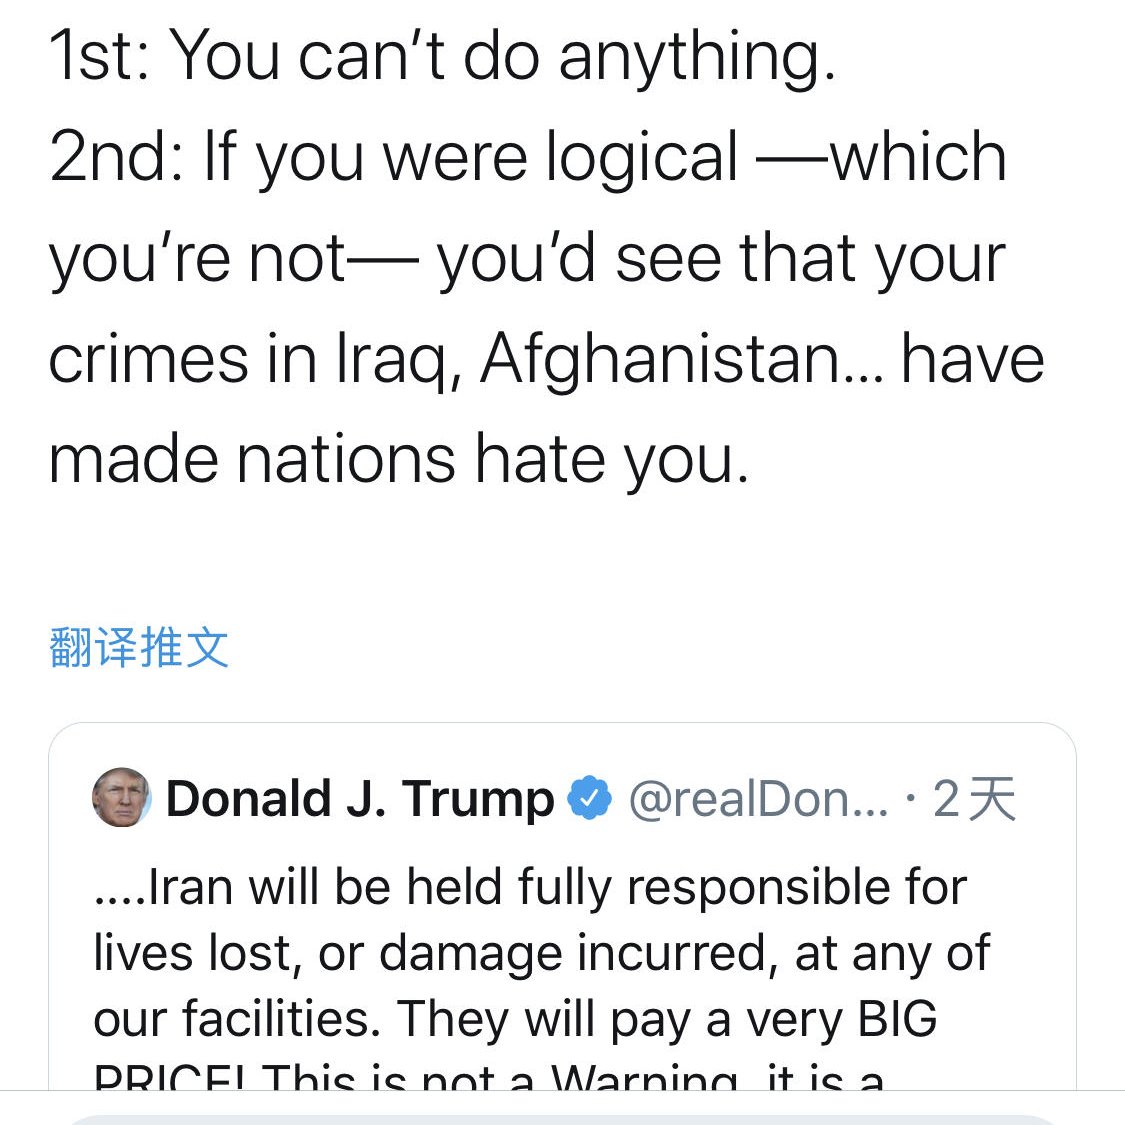 1st: You can’t do anything.
2nd: If you were logical —which
you’re not— you’d see that your
crimes in Iraq, Afghanistan... have
made nations hate you.
翻译推文
Donald J. Trump @realDon... · 2天
....Iran will be held fully responsible for
lives lost, or damage incurred, at any of
our facilities. They will pay a very BIG
PRICE! This is not a Warning, it is a